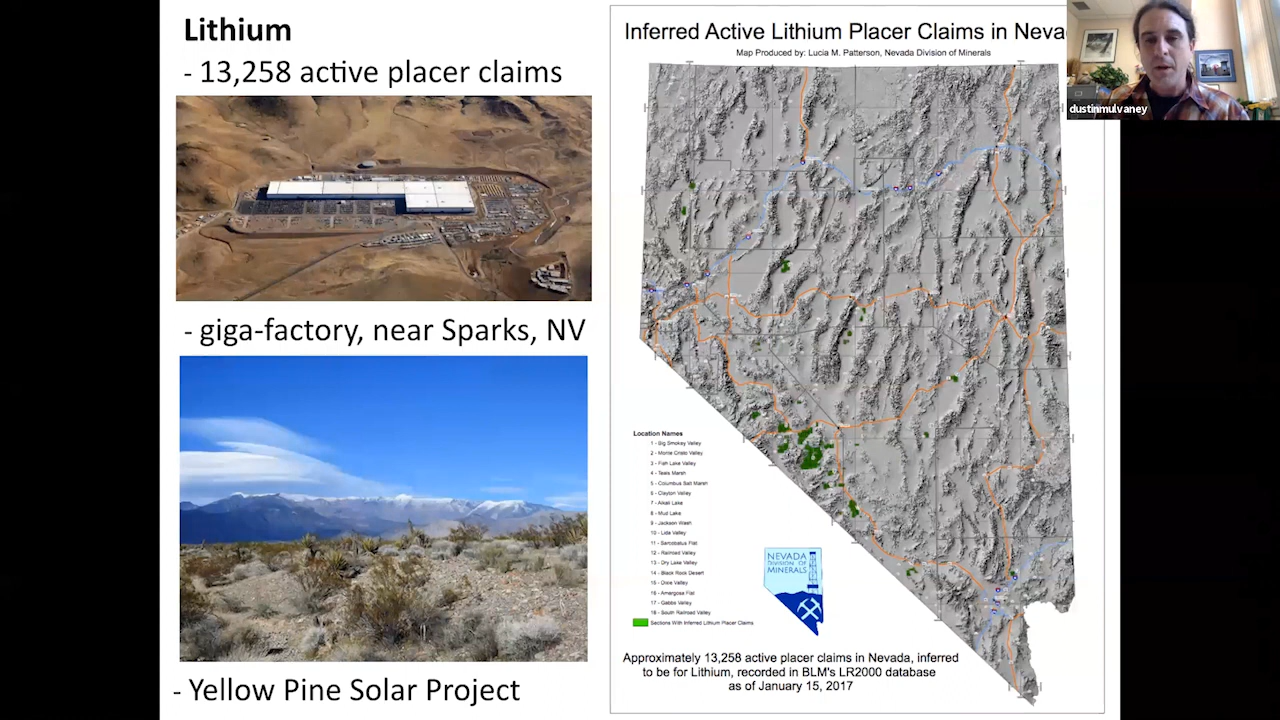 Lithium
- 13,258 active placer claims
- giga-factory, near Sparks, NV
- Yellow Pine Solar Project
Inferred Active Lithium Placer Claims in Neva
Map Produced by: Lucia M. Patterson, Nevada Division of Minerals
Location Names
1 - Big Smokey Valley
2 - Monte Cristo Valley
3 - Fish Lake Valley
4 - Teels Marsh
5 - Columbus Salt Marsh
6 - Clayton Valley
7 - Alkali Lake
8 - Mud Lake
9 - Jackson Wash
10 - Lida Valley
11 - Sarcobatus Flat
12 - Railroad Valley
13 - Dry Lake Valley
14 - Black Rock Desert
15 - Dixie Valley
16 - Amargosa Flat
17 - Gabbs Valley
18 - South Railroad Valley
Sections With Inferred Lithium Placer Claims
NEVADA
DIVISION OF
MINERALS
Approximately 13,258 active placer claims in Nevada, inferred
to be for Lithium, recorded in BLM's LR2000 database
as of January 15, 2017
dustinmulvaney